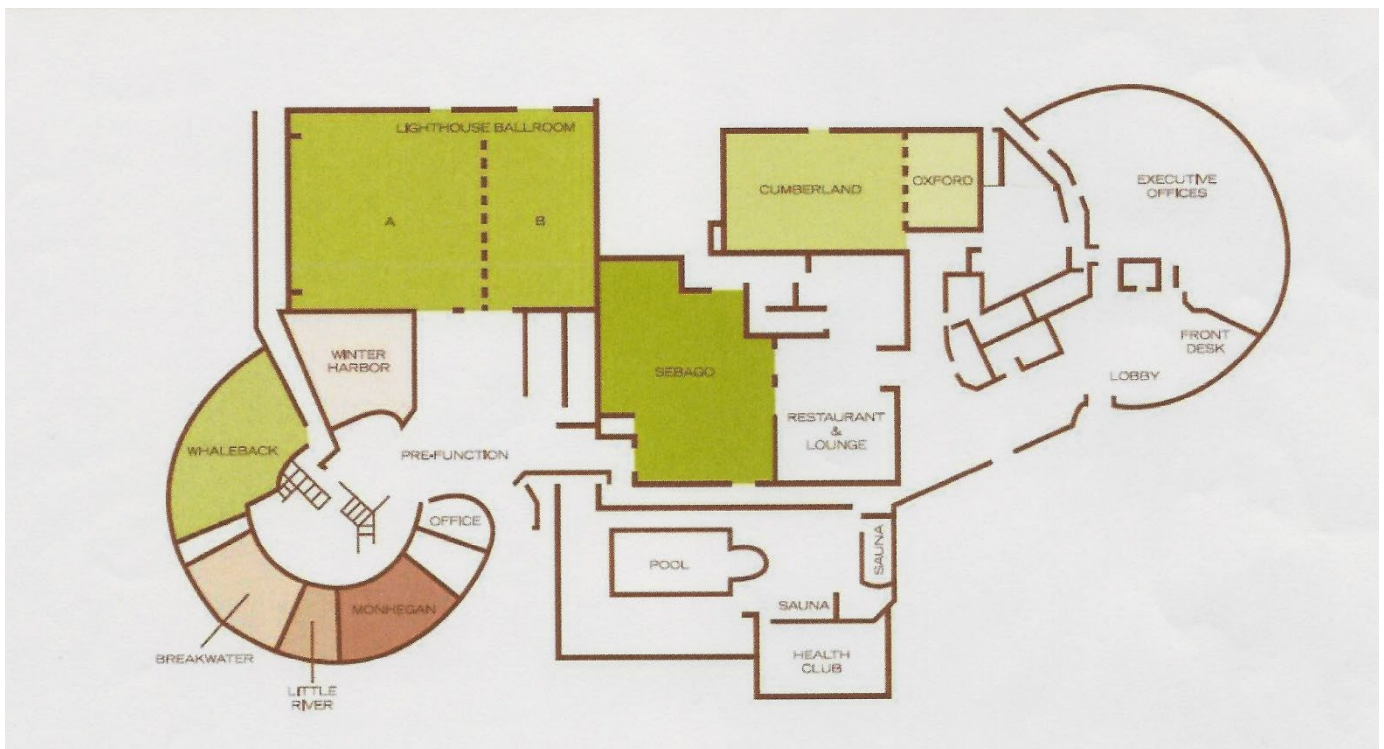 LIGHTHOUSE BALLROOM
A
B
CUMBERLAND
OXFORD
EXECUTIVE
OFFICES
FRONT
DESK
LOBBY
WINTER
HARBOR
SEBAGO
RESTAURANT
&
LOUNGE
WHALEBACK
PRE-FUNCTION
OFFICE
POOL
SAUNA
SAUNA
MONHEGAN
BREAKWATER
LITTLE
RIVER
HEALTH
CLUB